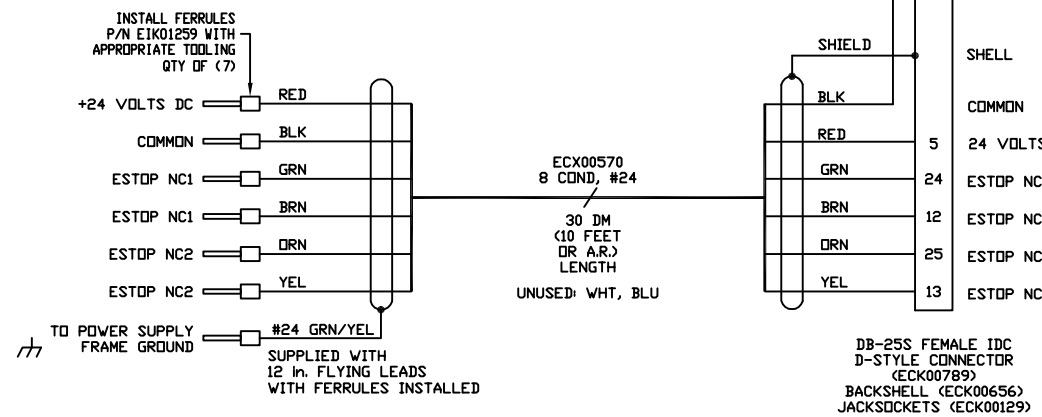 INSTALL FERRULES
P/N EIK01259 WITH
APPROPRIATE TOOLING
QTY OF (7)
+24 VOLTS DC
RED
COMMON
BLK
ESTOP NC1
GRN
ESTOP NC1
BRN
ESTOP NC2
ORN
ESTOP NC2
YEL
TO POWER SUPPLY
FRAME GROUND
#24 GRN/YEL
SUPPLIED WITH
12 In. FLYING LEADS
WITH FERRULES INSTALLED
ECX00570
8 COND, #24
30 DM
(10 FEET
OR A.R.)
LENGTH
UNUSED: WHT, BLU
SHIELD
SHELL
BLK
COMMON
RED
5
24 VOLTS
GRN
24
ESTOP NC
BRN
12
ESTOP NC
ORN
25
ESTOP NC
YEL
13
ESTOP NC
DB-25S FEMALE IDC
D-STYLE CONNECTOR
(ECK00789)
BACKSHELL (ECK00656)
JACKSOCKETS (ECK00129)